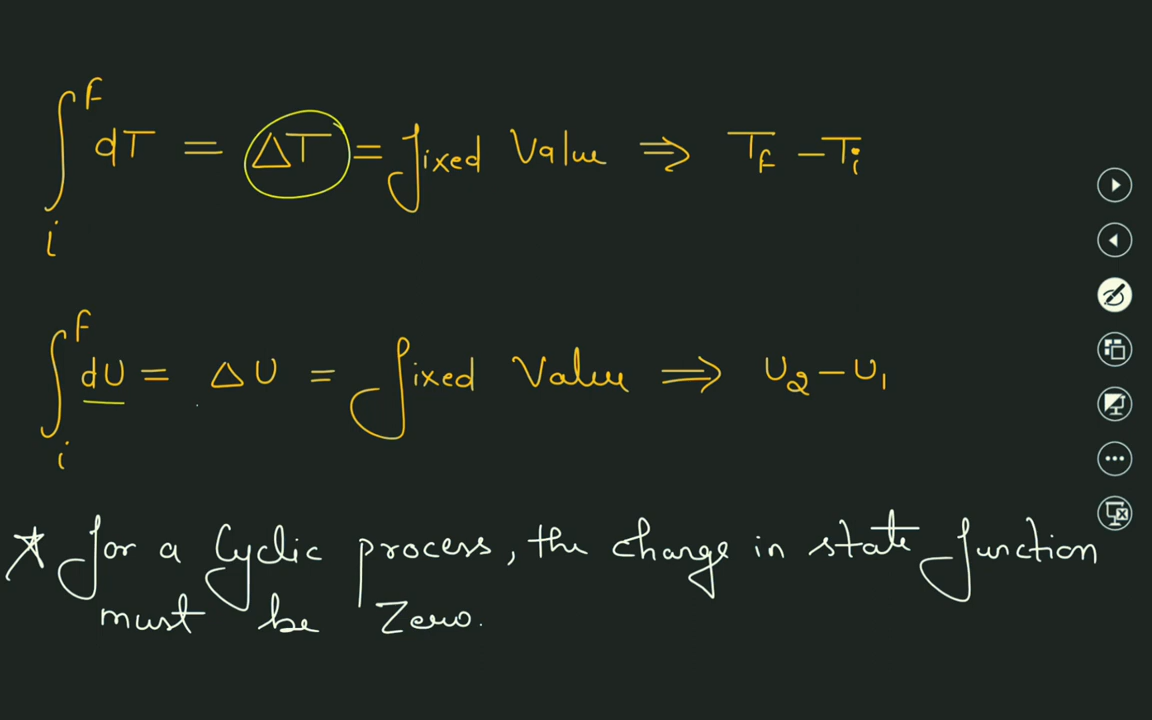 ∫_i^f dT = ΔT = fixed Value ⇒ T_f − T_i
∫_i^f dU = ΔU = fixed Value ⇒ U_2 − U_1
☆ for a Cyclic process, the change in state function
must be Zero.